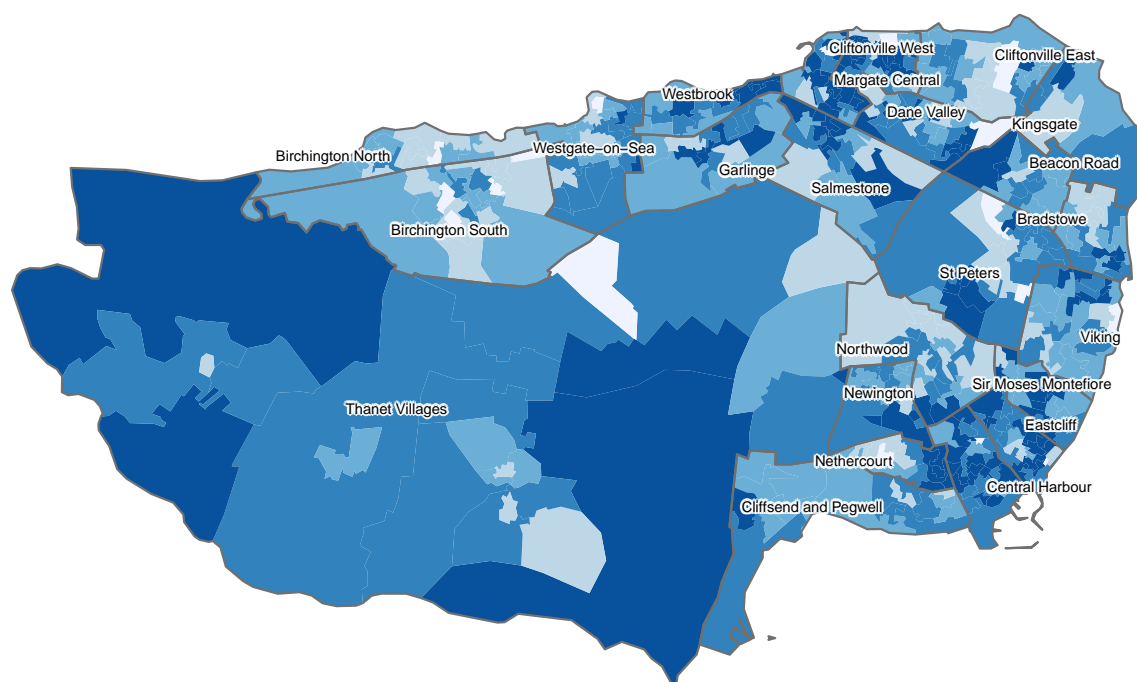 Cliftonville West
Cliftonville East
Margate Central
Westbrook
Dane Valley
Kingsgate
Birchington North
Westgate−on−Sea
Beacon Road
Garlinge
Salmestone
Bradstowe
Birchington South
St Peters
Viking
Northwood
Sir Moses Montefiore
Newington
Thanet Villages
Eastcliff
Nethercourt
Central Harbour
Cliffsend and Pegwell